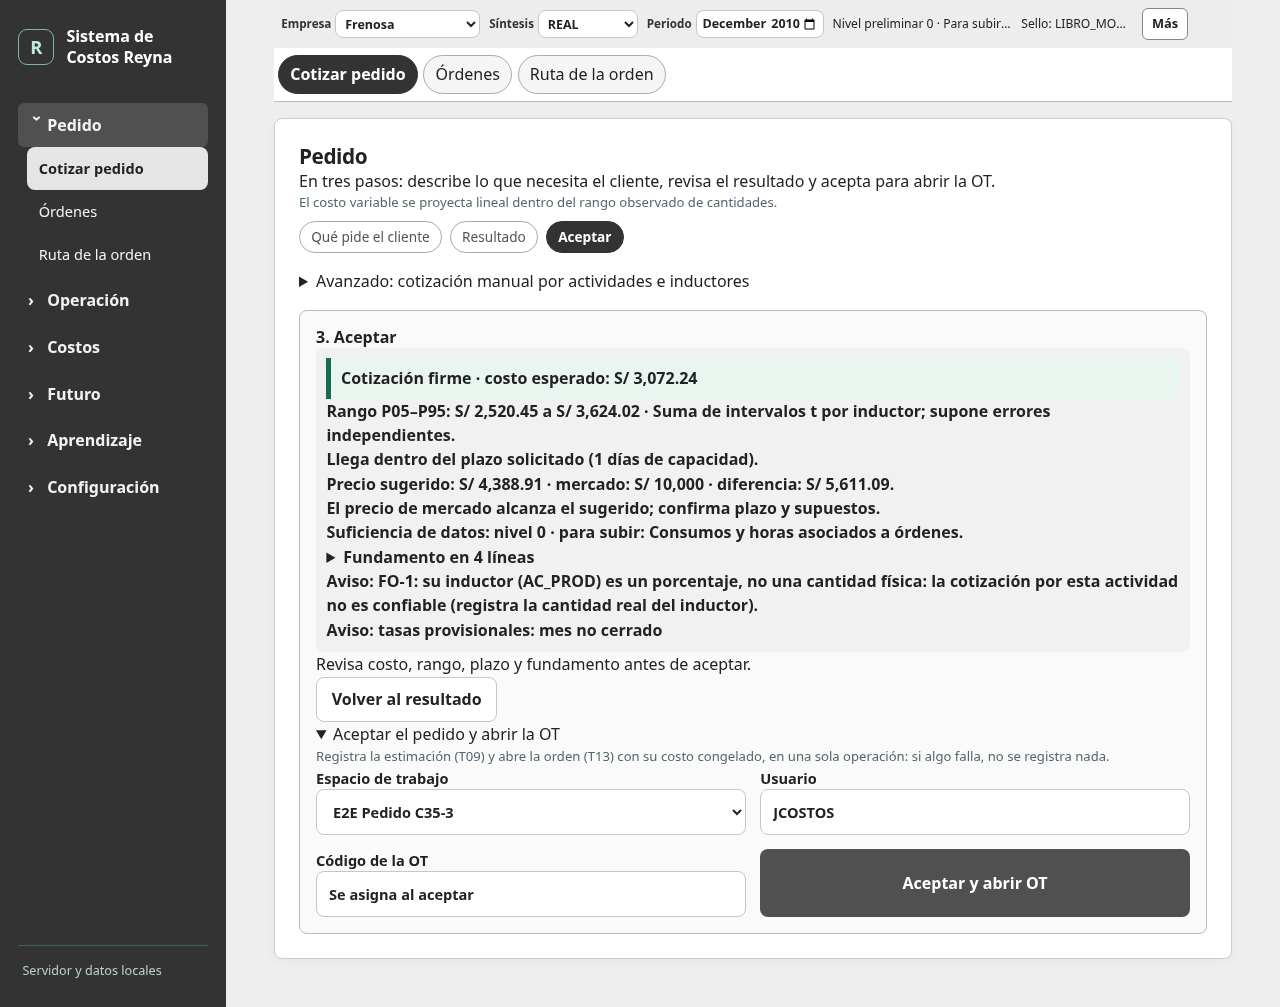 R
Sistema de
Costos Reyna
Pedido
Cotizar pedido
Órdenes
Ruta de la orden
Operación
Costos
Futuro
Aprendizaje
Configuración
Servidor y datos locales
Empresa Frenosa Síntesis REAL Periodo December 2010 Nivel preliminar 0 · Para subir… Sello: LIBRO_MO… Más
Cotizar pedido Órdenes Ruta de la orden
Pedido
En tres pasos: describe lo que necesita el cliente, revisa el resultado y acepta para abrir la OT.
El costo variable se proyecta lineal dentro del rango observado de cantidades.
Qué pide el cliente Resultado Aceptar
Avanzado: cotización manual por actividades e inductores
3. Aceptar
Cotización firme · costo esperado: S/ 3,072.24
Rango P05–P95: S/ 2,520.45 a S/ 3,624.02 · Suma de intervalos t por inductor; supone errores
independientes.
Llega dentro del plazo solicitado (1 días de capacidad).
Precio sugerido: S/ 4,388.91 · mercado: S/ 10,000 · diferencia: S/ 5,611.09.
El precio de mercado alcanza el sugerido; confirma plazo y supuestos.
Suficiencia de datos: nivel 0 · para subir: Consumos y horas asociados a órdenes.
Fundamento en 4 líneas
Aviso: FO-1: su inductor (AC_PROD) es un porcentaje, no una cantidad física: la cotización por esta actividad
no es confiable (registra la cantidad real del inductor).
Aviso: tasas provisionales: mes no cerrado
Revisa costo, rango, plazo y fundamento antes de aceptar.
Volver al resultado
Aceptar el pedido y abrir la OT
Registra la estimación (T09) y abre la orden (T13) con su costo congelado, en una sola operación: si algo falla, no se registra nada.
Espacio de trabajo Usuario
E2E Pedido C35-3 JCOSTOS
Código de la OT
Se asigna al aceptar Aceptar y abrir OT